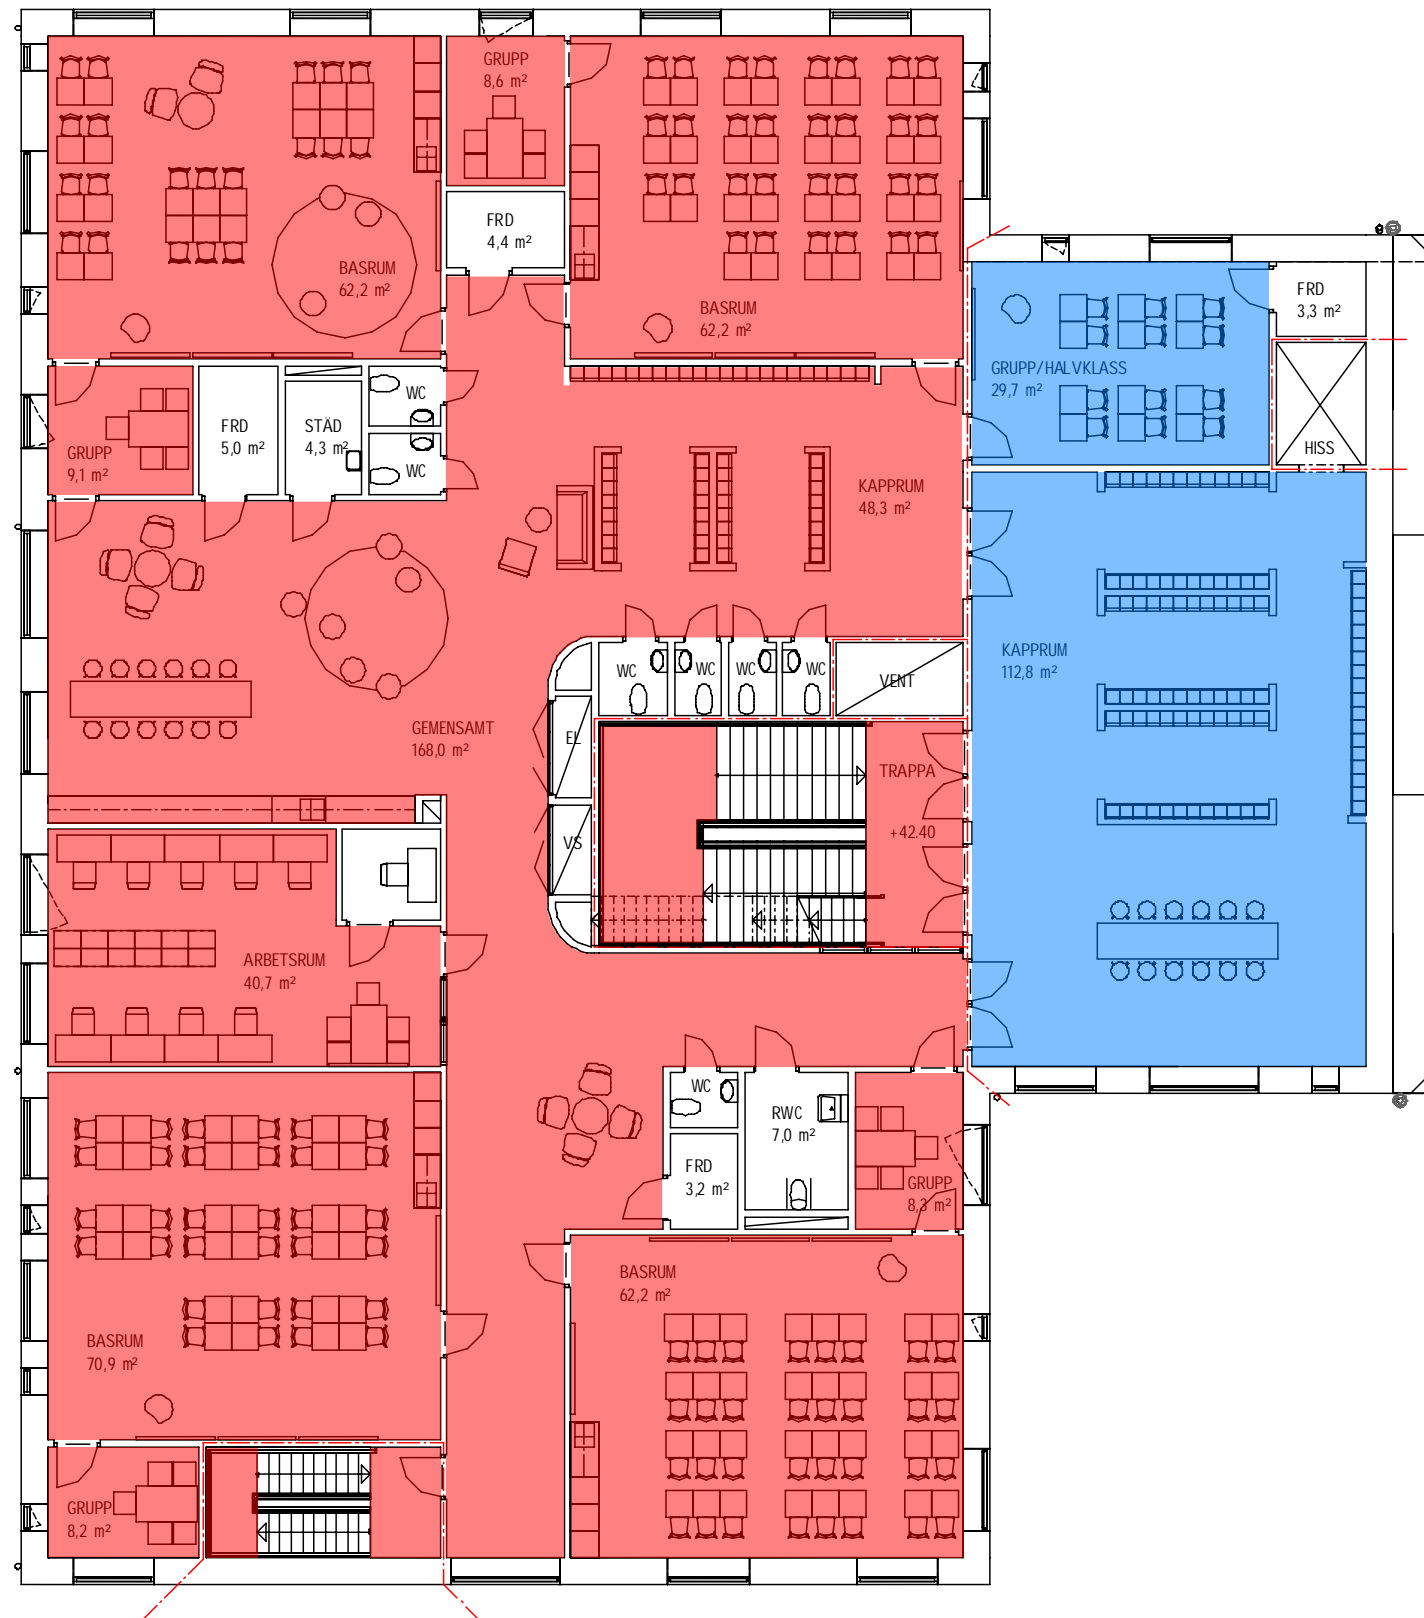 GRUPP
8,6 m²
FRD
4,4 m²
BASRUM
62,2 m²
BASRUM
62,2 m²
FRD
3,3 m²
GRUPP/HALVKLASS
29,7 m²
HISS
GRUPP
9,1 m²
FRD
5,0 m²
STÄD
4,3 m²
WC
WC
KAPPRUM
48,3 m²
KAPPRUM
112,8 m²
WC
WC
WC
WC
VENT
GEMENSAMT
168,0 m²
EL
VS
TRAPPA
+42.40
ARBETSRUM
40,7 m²
WC
RWC
7,0 m²
FRD
3,2 m²
GRUPP
8,3 m²
BASRUM
62,2 m²
BASRUM
70,9 m²
GRUPP
8,2 m²